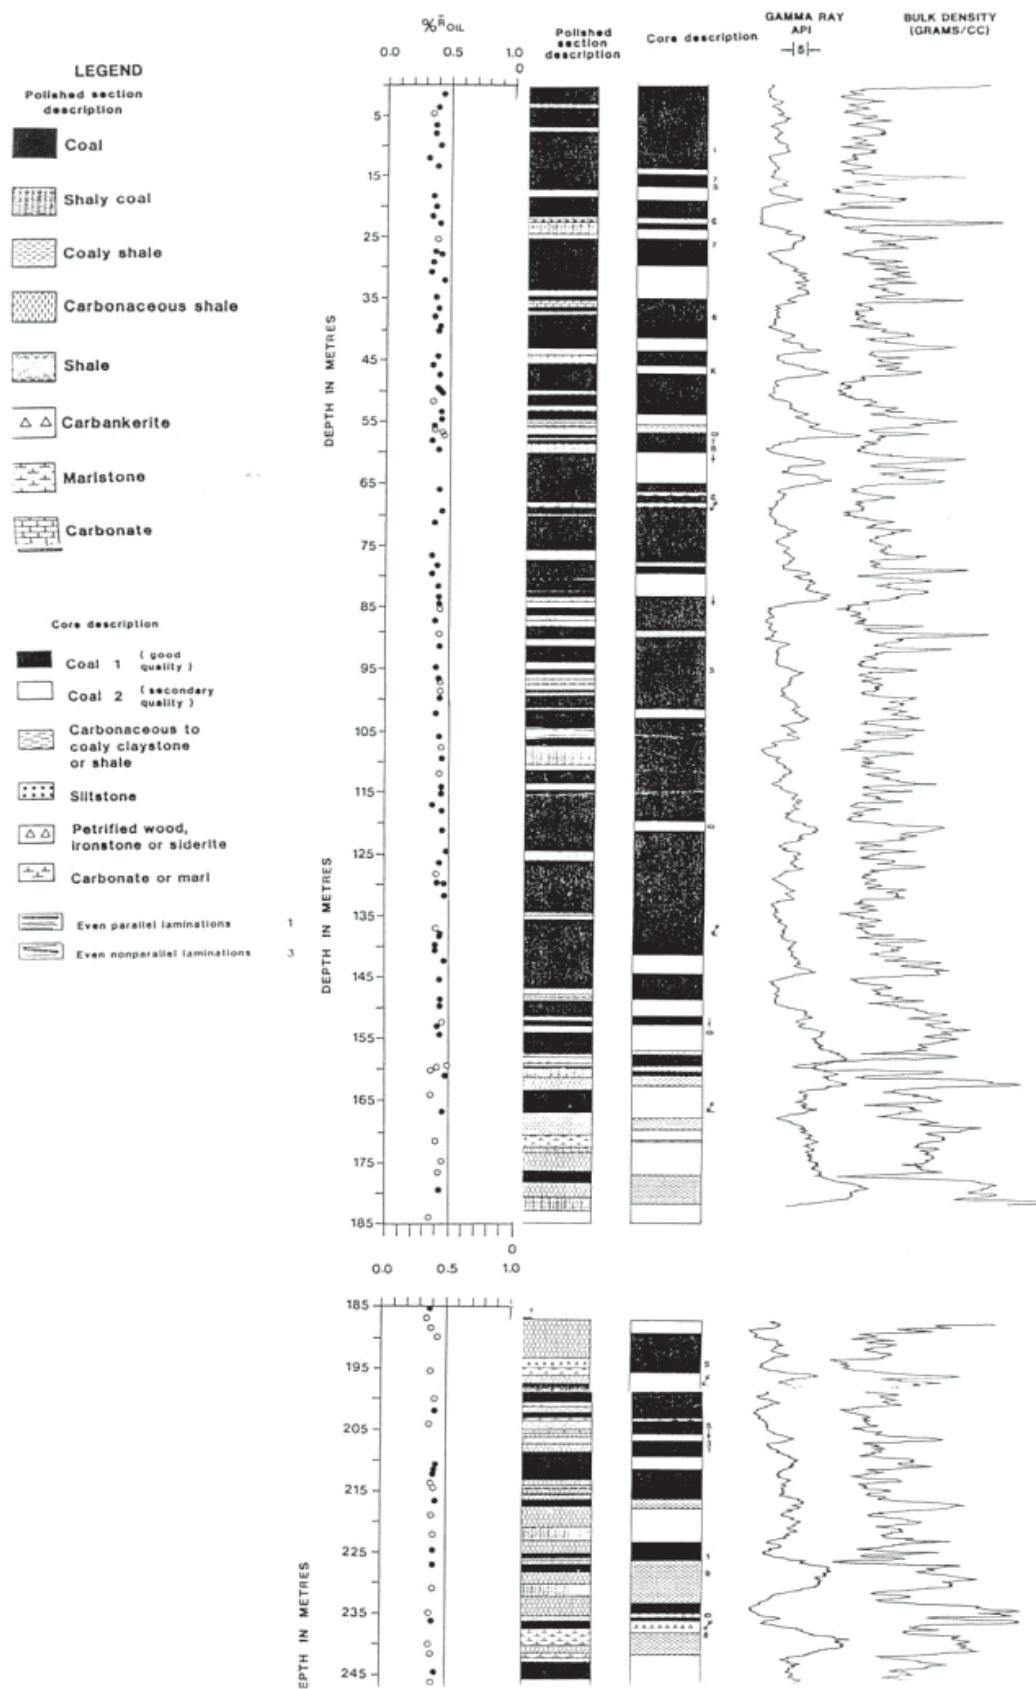 % R̄ OIL
GAMMA RAY
API
5
BULK DENSITY
(GRAMS/CC)
Polished
section
description
Core description
0.0
0.5
1.0
0
LEGEND
Polished section
description
Coal
Shaly coal
Coaly shale
Carbonaceous shale
Shale
Carbankerite
Marlstone
Carbonate
Core description
Coal 1 (good
quality)
Coal 2 (secondary
quality)
Carbonaceous to
coaly claystone
or shale
Siltstone
Petrified wood,
ironstone or siderite
Carbonate or marl
Even parallel laminations 1
Even nonparallel laminations 3
DEPTH IN METRES
5
15
25
35
45
55
65
75
85
95
105
115
DEPTH IN METRES
125
135
145
155
165
175
185
0
0.0
0.5
1.0
185
195
205
215
225
235
245
EPTH IN METRES